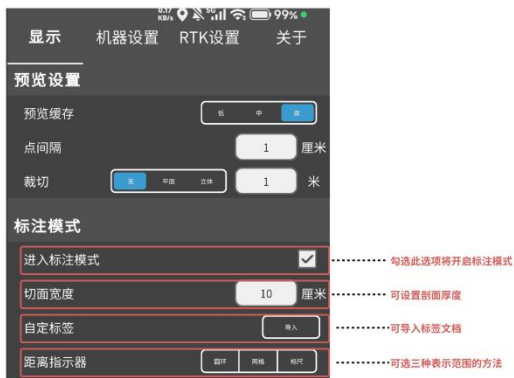 0.17 KB/s 5G 99%
显示 机器设置 RTK设置 关于
预览设置
预览缓存 低 中 高
点间隔 1 厘米
裁切 无 平面 立体 1 米
标注模式
进入标注模式 勾选此选项将开启标注模式
切面宽度 10 厘米 可设置剖面厚度
自定标签 导入 可导入标签文档
距离指示器 圆环 网格 标尺 可选三种表示范围的方法